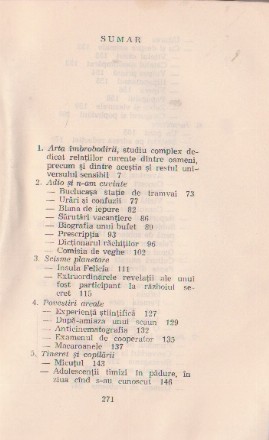 SUMAR
1. Arta îmbrobodirii, studiu complex de-
dicat relațiilor curente dintre oameni,
precum și dintre aceștia și restul uni-
versului sensibil 7
2. Adio și n-am cuvinte
— Buclucașa stație de tramvai 73
— Urări și confuzii 77
— Blana de iepure 82
— Sărutări vacanțiere 86
— Biografia unui bufet 89
— Prescripția 93
— Dicționarul răchiților 96
— Comisia de veghe 102
3. Seisme planetare
— Insula Felicia 111
— Extraordinarele revelații ale unui
fost participant la războiul se-
cret 115
4. Povestiri arcale
— Experiență științifică 127
— După-amiaza unui scaun 129
— Anticinematografie 132
— Examenul de cooperator 135
— Macaroanele 137
5. Tinerei și copilării
— Micuțul 143
— Adolescenții timizi în pădure, în
ziua cînd s-au cunoscut 146
271